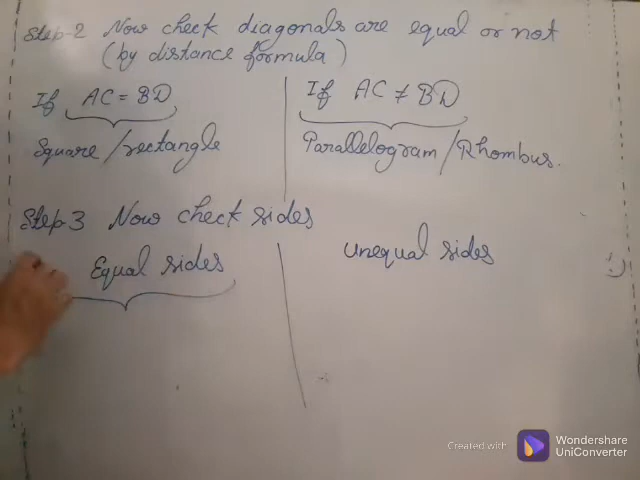 Step-2 Now check diagonals are equal or not
(by distance formula)
If AC = BD
Square/rectangle
If AC ≠ BD
Parallelogram/Rhombus.
Step 3 Now check sides
Equal sides
unequal sides
Created with
Wondershare
UniConverter